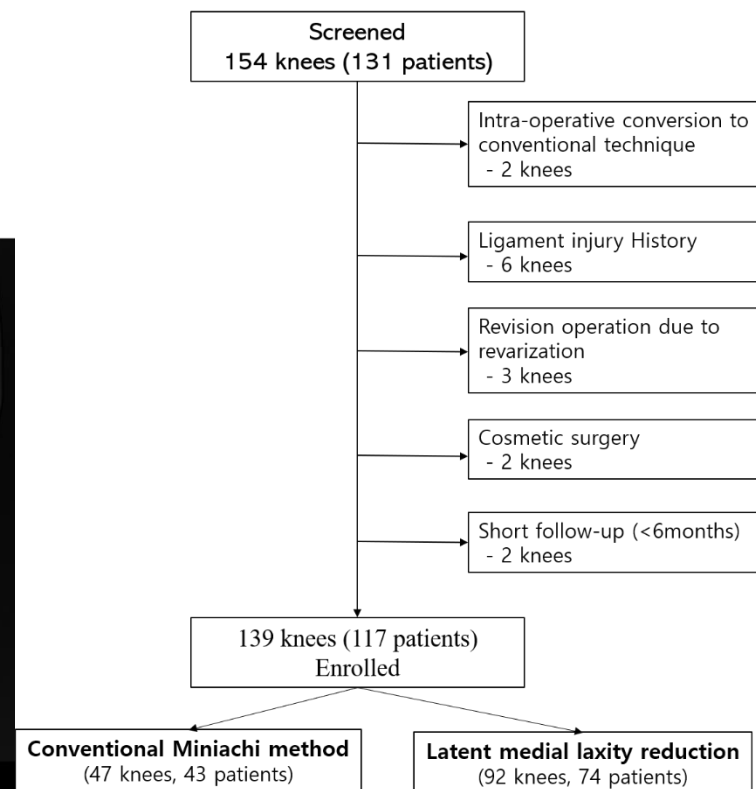 Screened
154 knees (131 patients)
Intra-operative conversion to
conventional technique
- 2 knees
Ligament injury History
- 6 knees
Revision operation due to
revarization
- 3 knees
Cosmetic surgery
- 2 knees
Short follow-up (<6months)
- 2 knees
139 knees (117 patients)
Enrolled
Conventional Miniachi method
(47 knees, 43 patients)
Latent medial laxity reduction
(92 knees, 74 patients)